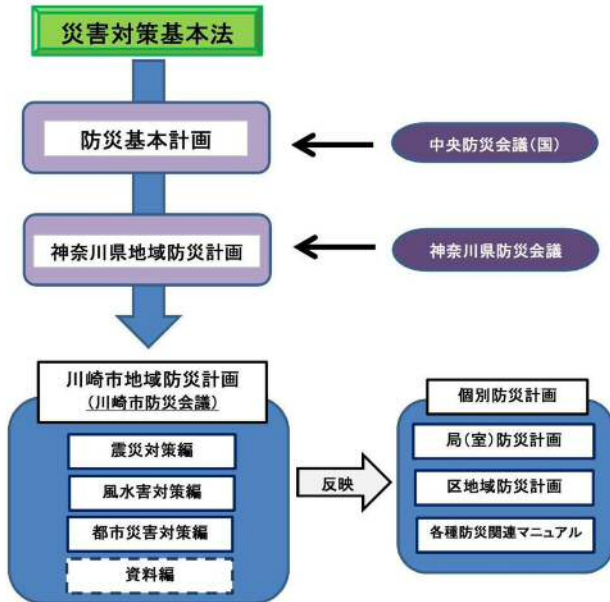 災害対策基本法
防災基本計画
中央防災会議(国)
神奈川県地域防災計画
神奈川県防災会議
川崎市地域防災計画
(川崎市防災会議)
震災対策編
風水害対策編
都市災害対策編
資料編
反映
個別防災計画
局(室)防災計画
区地域防災計画
各種防災関連マニュアル